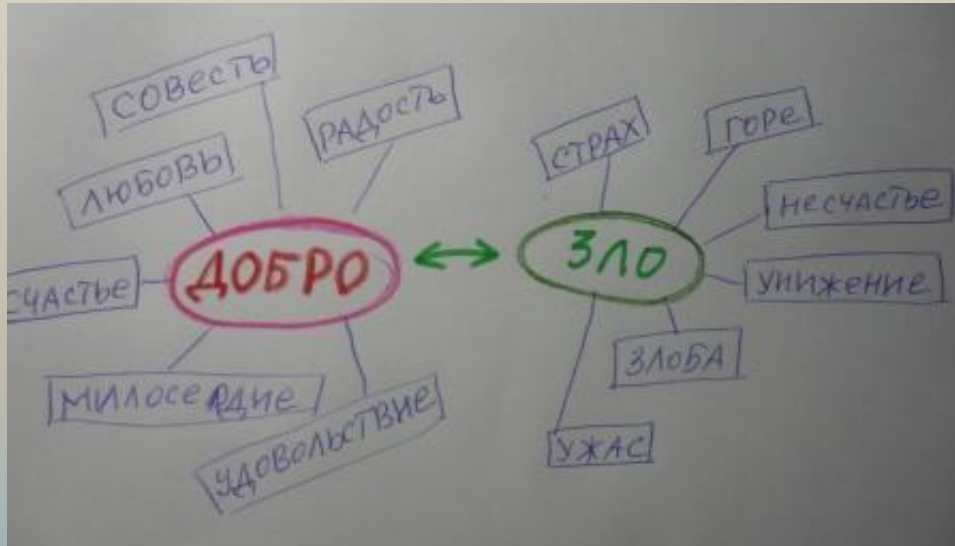 СОВЕСТЬ
РАДОСТЬ
ЛЮБОВЬ
СЧАСТЬЕ
ДОБРО
МИЛОСЕРДИЕ
УДОВОЛЬСТВИЕ
СТРАХ
ГОРЕ
НЕСЧАСТЬЕ
ЗЛО
УНИЖЕНИЕ
ЗЛОБА
УЖАС